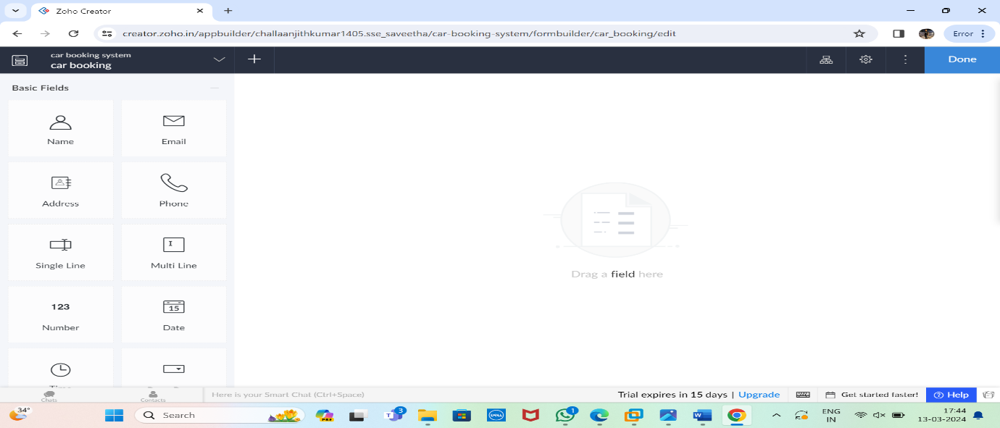 Zoho Creator
creator.zoho.in/appbuilder/challaanjithkumar1405.sse_saveetha/car-booking-system/formbuilder/car_booking/edit
Error
car booking system
car booking
Done
Basic Fields
Name
Email
Address
Phone
Single Line
Multi Line
123
Number
15
Date
Time
Drag a field here
Chats
Contacts
Here is your Smart Chat (Ctrl+Space)
Trial expires in 15 days | Upgrade
Get started faster!
Help
34°
Search
PRE
T
3
DELL
1
W
ENG
IN
17:44
13-03-2024